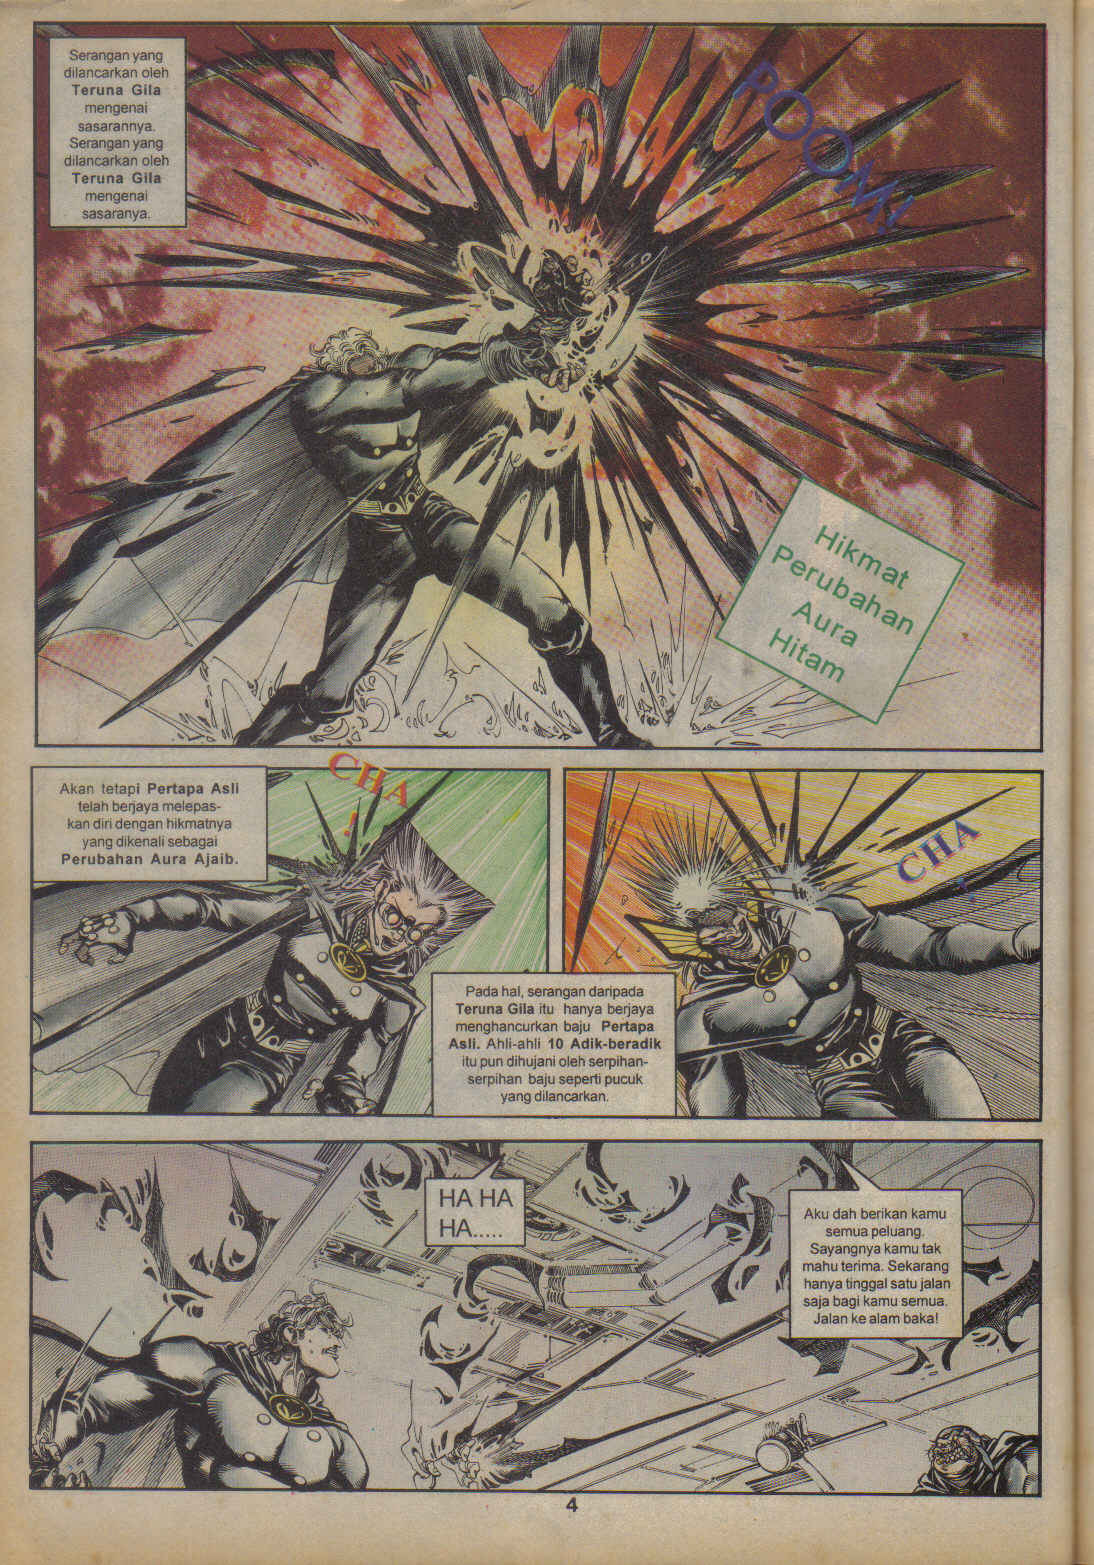 Serangan yang
dilancarkan oleh
Teruna Gila
mengenai
sasarannya.
Serangan yang
dilancarkan oleh
Teruna Gila
mengenai
sasaranya.
POOM!
Hikmat
Perubahan
Aura
Hitam
Akan tetapi Pertapa Asli
telah berjaya melepas-
kan diri dengan hikmatnya
yang dikenali sebagai
Perubahan Aura Ajaib.
CHA
!
CHA
Pada hal, serangan daripada
Teruna Gila itu hanya berjaya
menghancurkan baju Pertapa
Asli. Ahli-ahli 10 Adik-beradik
itu pun dihujani oleh serpihan-
serpihan baju seperti pucuk
yang dilancarkan.
HA HA
HA.....
Aku dah berikan kamu
semua peluang.
Sayangnya kamu tak
mahu terima. Sekarang
hanya tinggal satu jalan
saja bagi kamu semua.
Jalan ke alam baka!
4